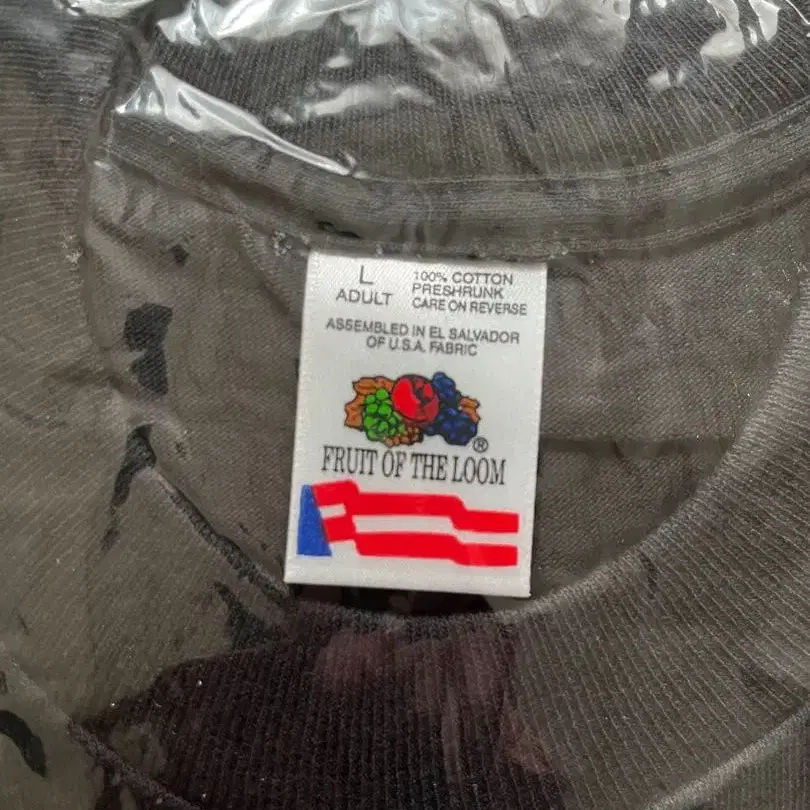 L
ADULT
100% COTTON
PRESHRUNK
CARE ON REVERSE
ASSEMBLED IN EL SALVADOR
OF U.S.A. FABRIC
®
FRUIT OF THE LOOM